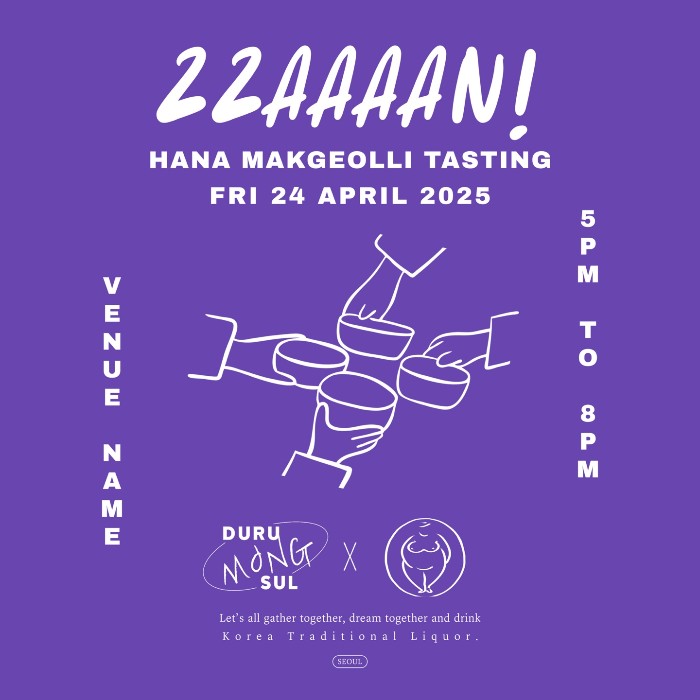 ZZAAAAN!
HANA MAKGEOLLI TASTING
FRI 24 APRIL 2025
5PM TO 8PM
VENUE NAME
DURU
MONG
SUL
X
Let's all gather together, dream together and drink
Korea Traditional Liquor.
SEOUL